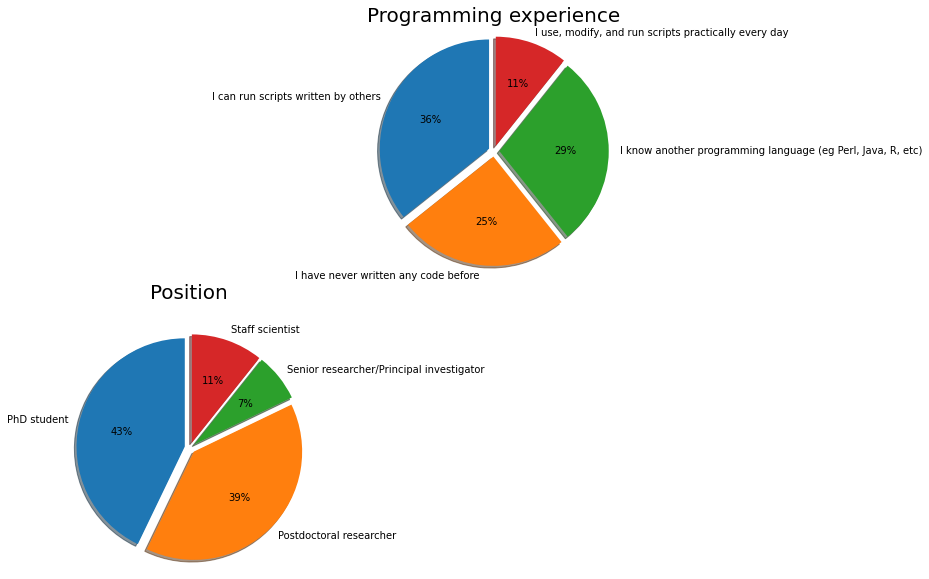 Programming experience
I use, modify, and run scripts practically every day
11%
I can run scripts written by others
36%
29%
I know another programming language (eg Perl, Java, R, etc)
25%
I have never written any code before
Position
Staff scientist
11%
Senior researcher/Principal investigator
7%
PhD student
43%
39%
Postdoctoral researcher